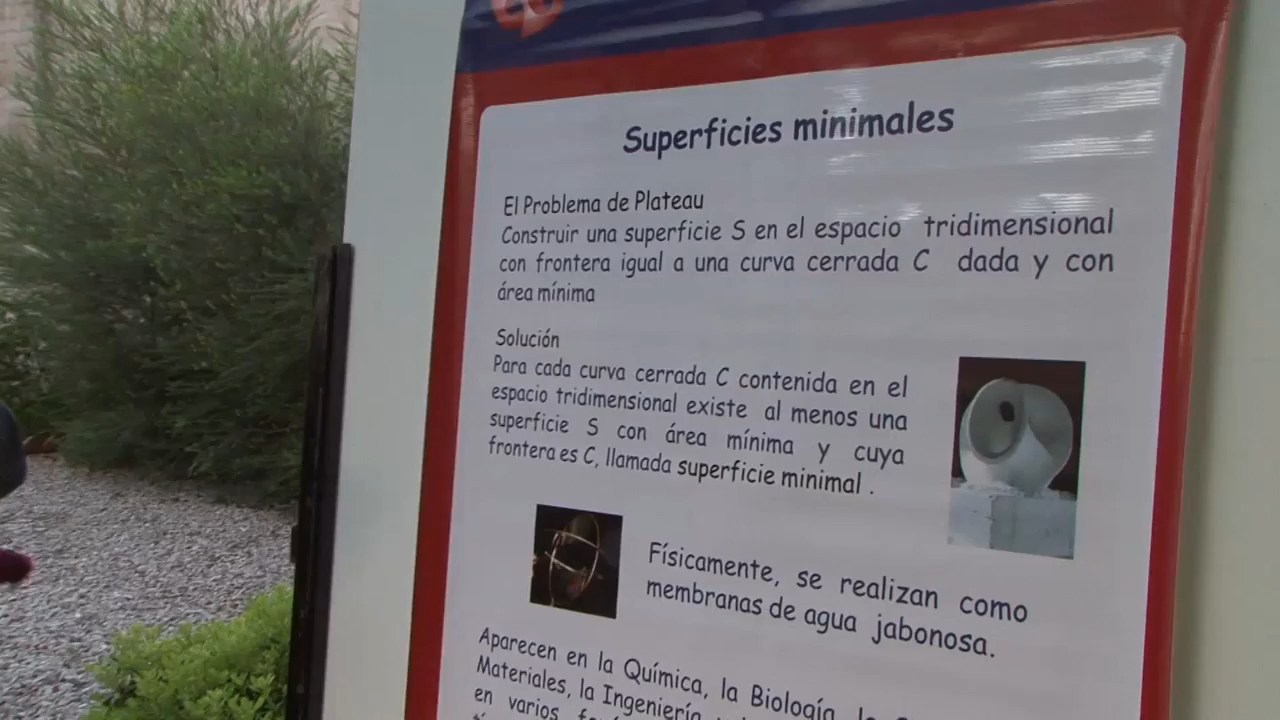 Superficies minimales
El Problema de Plateau
Construir una superficie S en el espacio tridimensional
con frontera igual a una curva cerrada C dada y con
área mínima
Solución
Para cada curva cerrada C contenida en el
espacio tridimensional existe al menos una
superficie S con área mínima y cuya
frontera es C, llamada superficie minimal .
Físicamente, se realizan como
membranas de agua jabonosa.
Aparecen en la Química, la Biología, la
Materiales, la Ingeniería
en varios